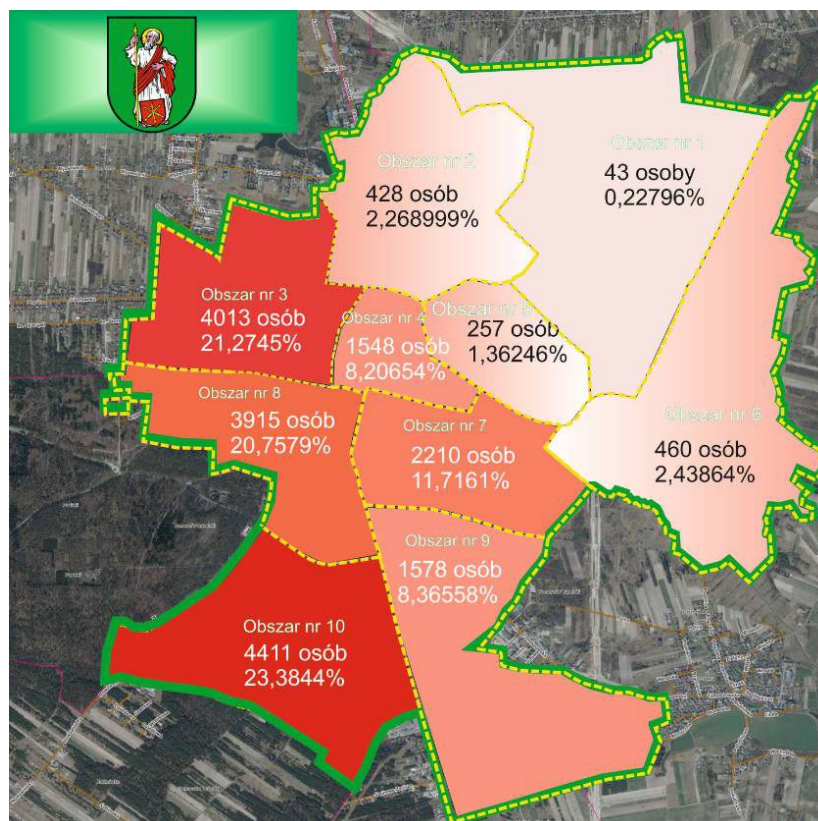 Obszar nr 1
43 osoby
0,22796%
Obszar nr 2
428 osób
2,268999%
Obszar nr 3
4013 osób
21,2745%
Obszar nr 4
1548 osób
8,20654%
Obszar nr 5
257 osób
1,36246%
Obszar nr 6
460 osób
2,43864%
Obszar nr 7
2210 osób
11,7161%
Obszar nr 8
3915 osób
20,7579%
Obszar nr 9
1578 osób
8,36558%
Obszar nr 10
4411 osób
23,3844%